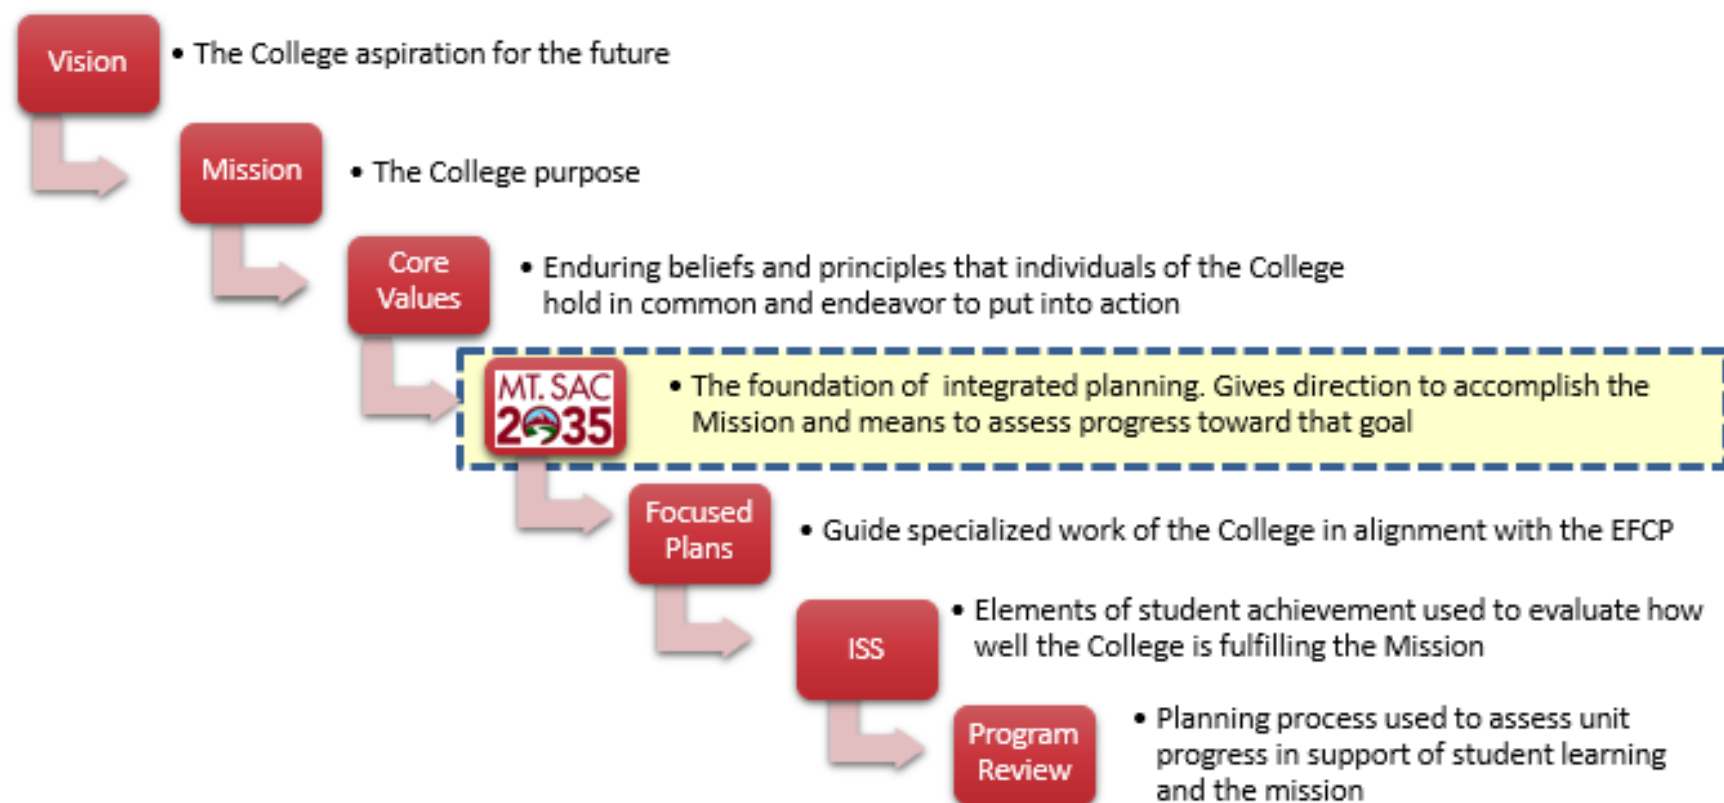 Vision
• The College aspiration for the future
Mission
• The College purpose
Core
Values
• Enduring beliefs and principles that individuals of the College
hold in common and endeavor to put into action
MT. SAC
2035
• The foundation of  integrated planning. Gives direction to accomplish the
Mission and means to assess progress toward that goal
Focused
Plans
• Guide specialized work of the College in alignment with the EFCP
ISS
• Elements of student achievement used to evaluate how
well the College is fulfilling the Mission
Program
Review
• Planning process used to assess unit
progress in support of student learning
and the mission